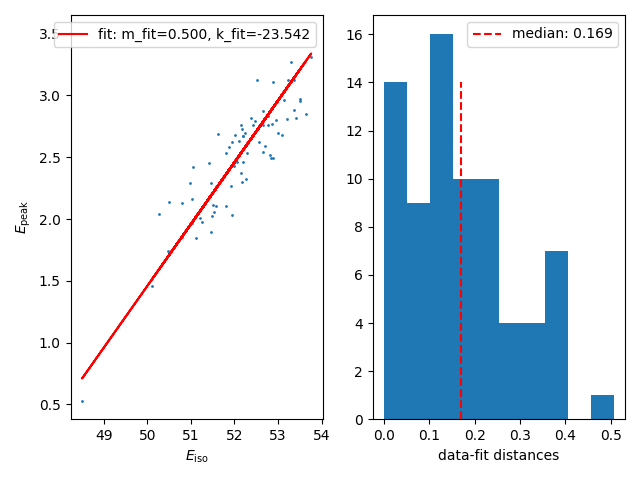 fit: m_fit=0.500, k_fit=-23.542
3.5
3.0
2.5
2.0
1.5
1.0
0.5
E_peak
49 50 51 52 53 54
E_iso
median: 0.169
16
14
12
10
8
6
4
2
0
0.0 0.1 0.2 0.3 0.4 0.5
data-fit distances